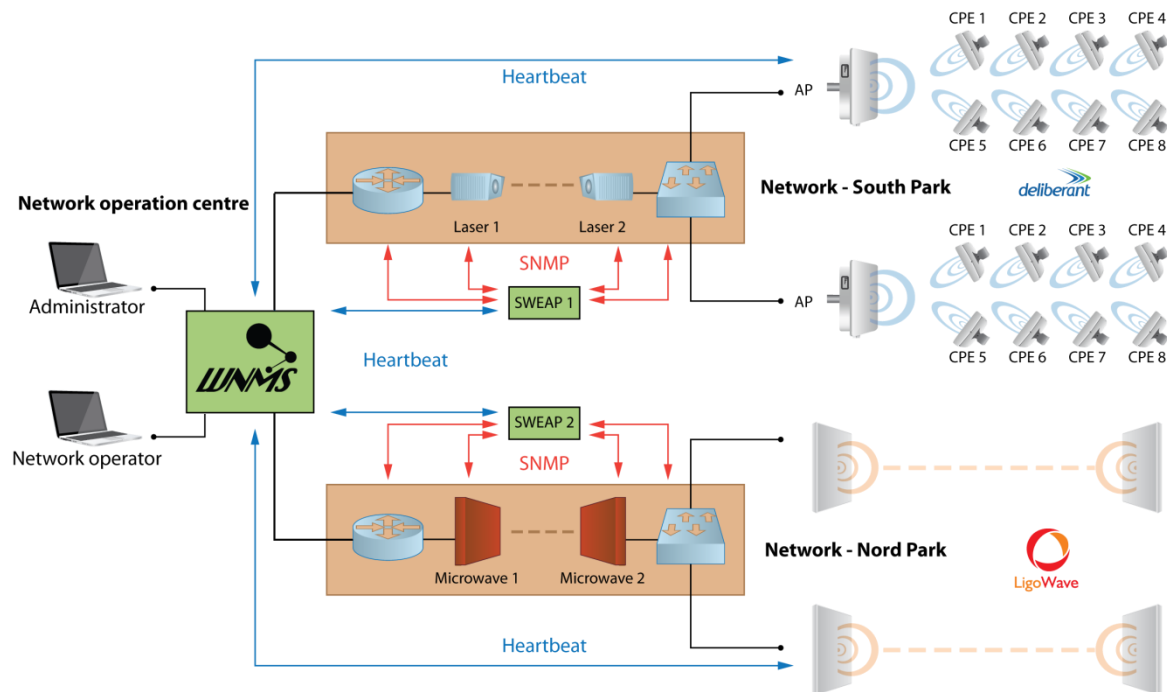 CPE 1
CPE 2
CPE 3
CPE 4
Heartbeat
AP
CPE 5
CPE 6
CPE 7
CPE 8
Network - South Park
deliberant
Network operation centre
Laser 1
Laser 2
CPE 1
CPE 2
CPE 3
CPE 4
SNMP
SWEAP 1
Administrator
AP
CPE 5
CPE 6
CPE 7
CPE 8
Heartbeat
WNMS
SWEAP 2
Network operator
SNMP
Network - Nord Park
Microwave 1
Microwave 2
LigoWave
Heartbeat